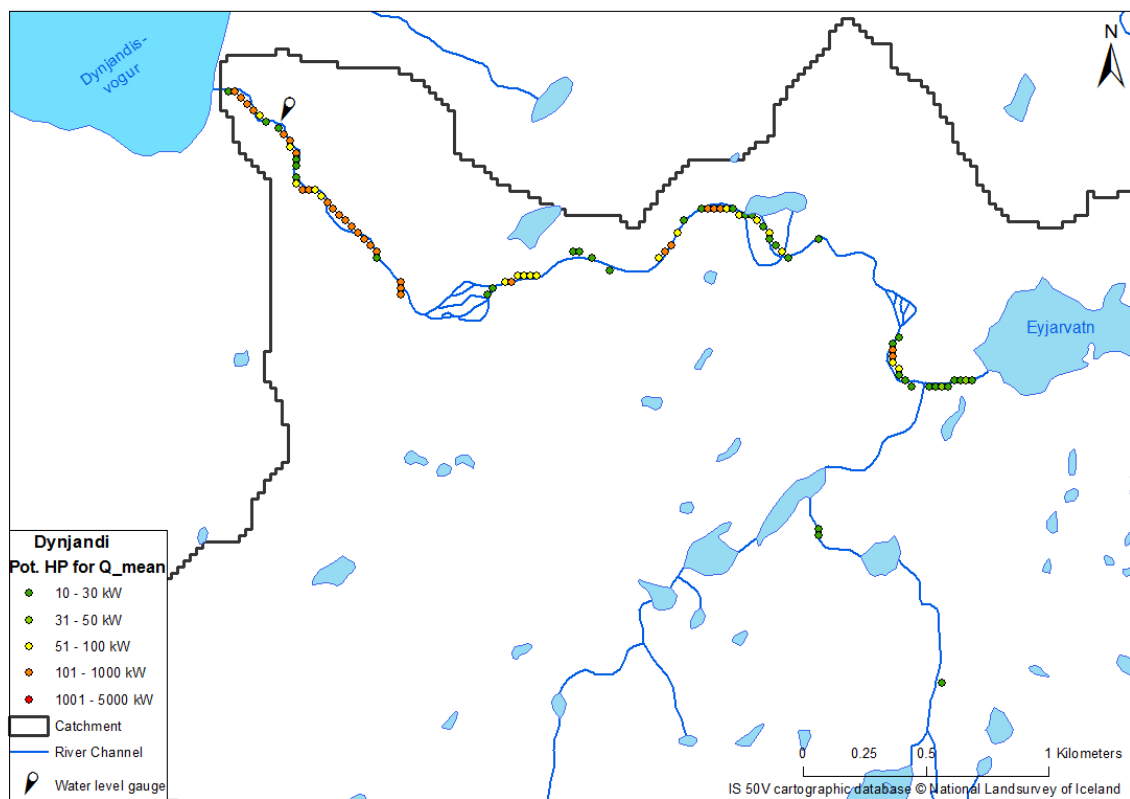 Dynjandis-
vogur
N
Eyjarvatn
Dynjandi
Pot. HP for Q_mean
10 - 30 kW
31 - 50 kW
51 - 100 kW
101 - 1000 kW
1001 - 5000 kW
Catchment
River Channel
Water level gauge
0 0.25 0.5 1 Kilometers
IS 50V cartographic database © National Landsurvey of Iceland